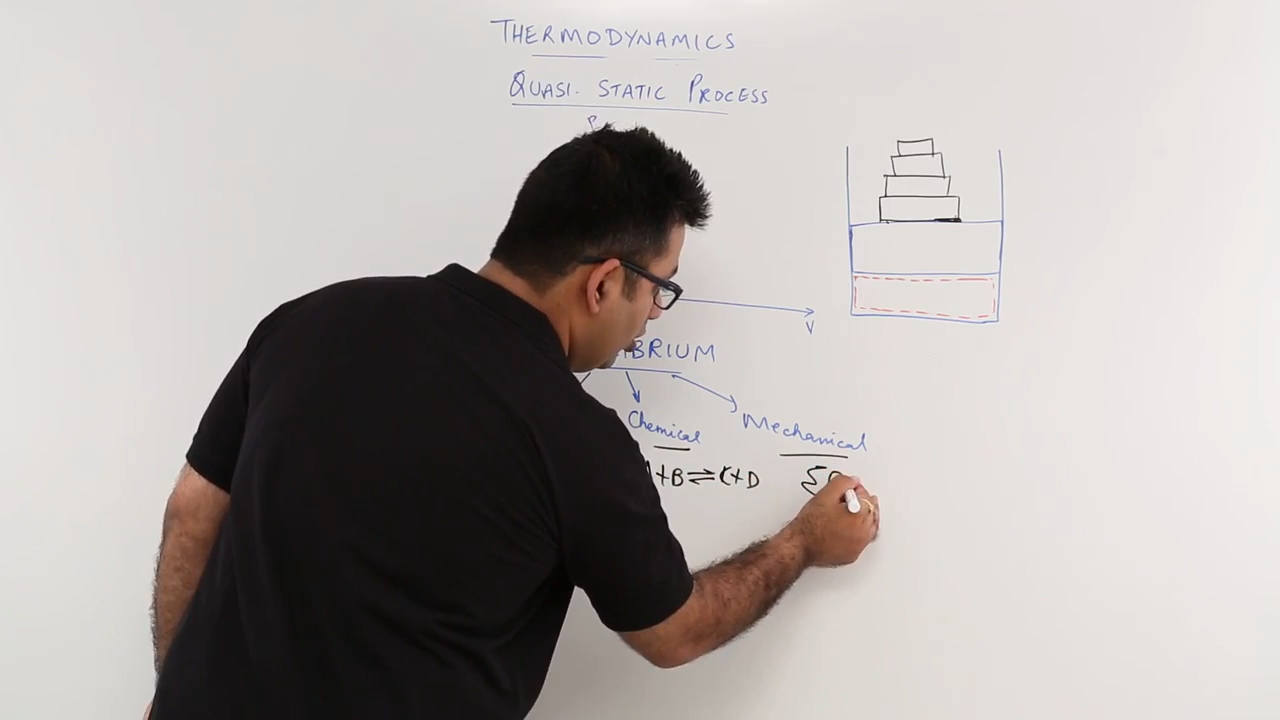 THERMODYNAMICS
QUASI. STATIC PROCESS
P
V
BRIUM
Chemical
Mechanical
+B⇌C+D
Σ